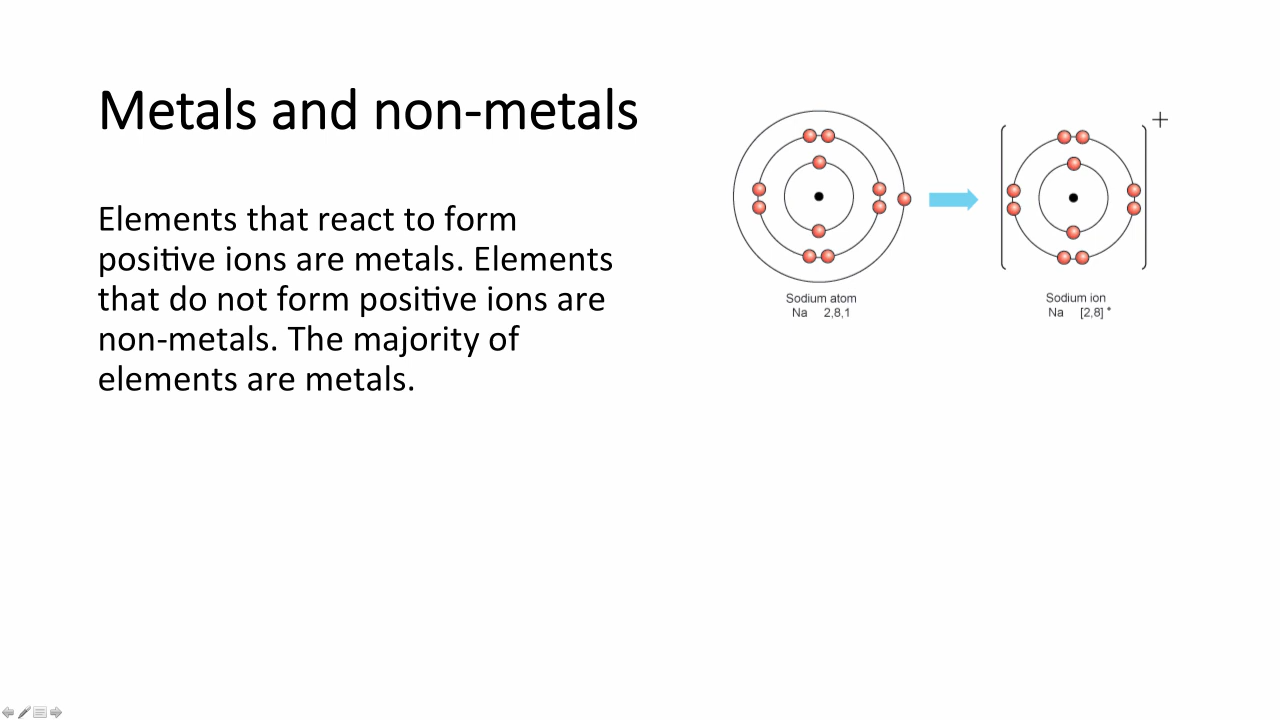 Metals and non-metals
Elements that react to form
positive ions are metals. Elements
that do not form positive ions are
non-metals. The majority of
elements are metals.
+
Sodium atom
Na 2,8,1
Sodium ion
Na [2,8]⁺